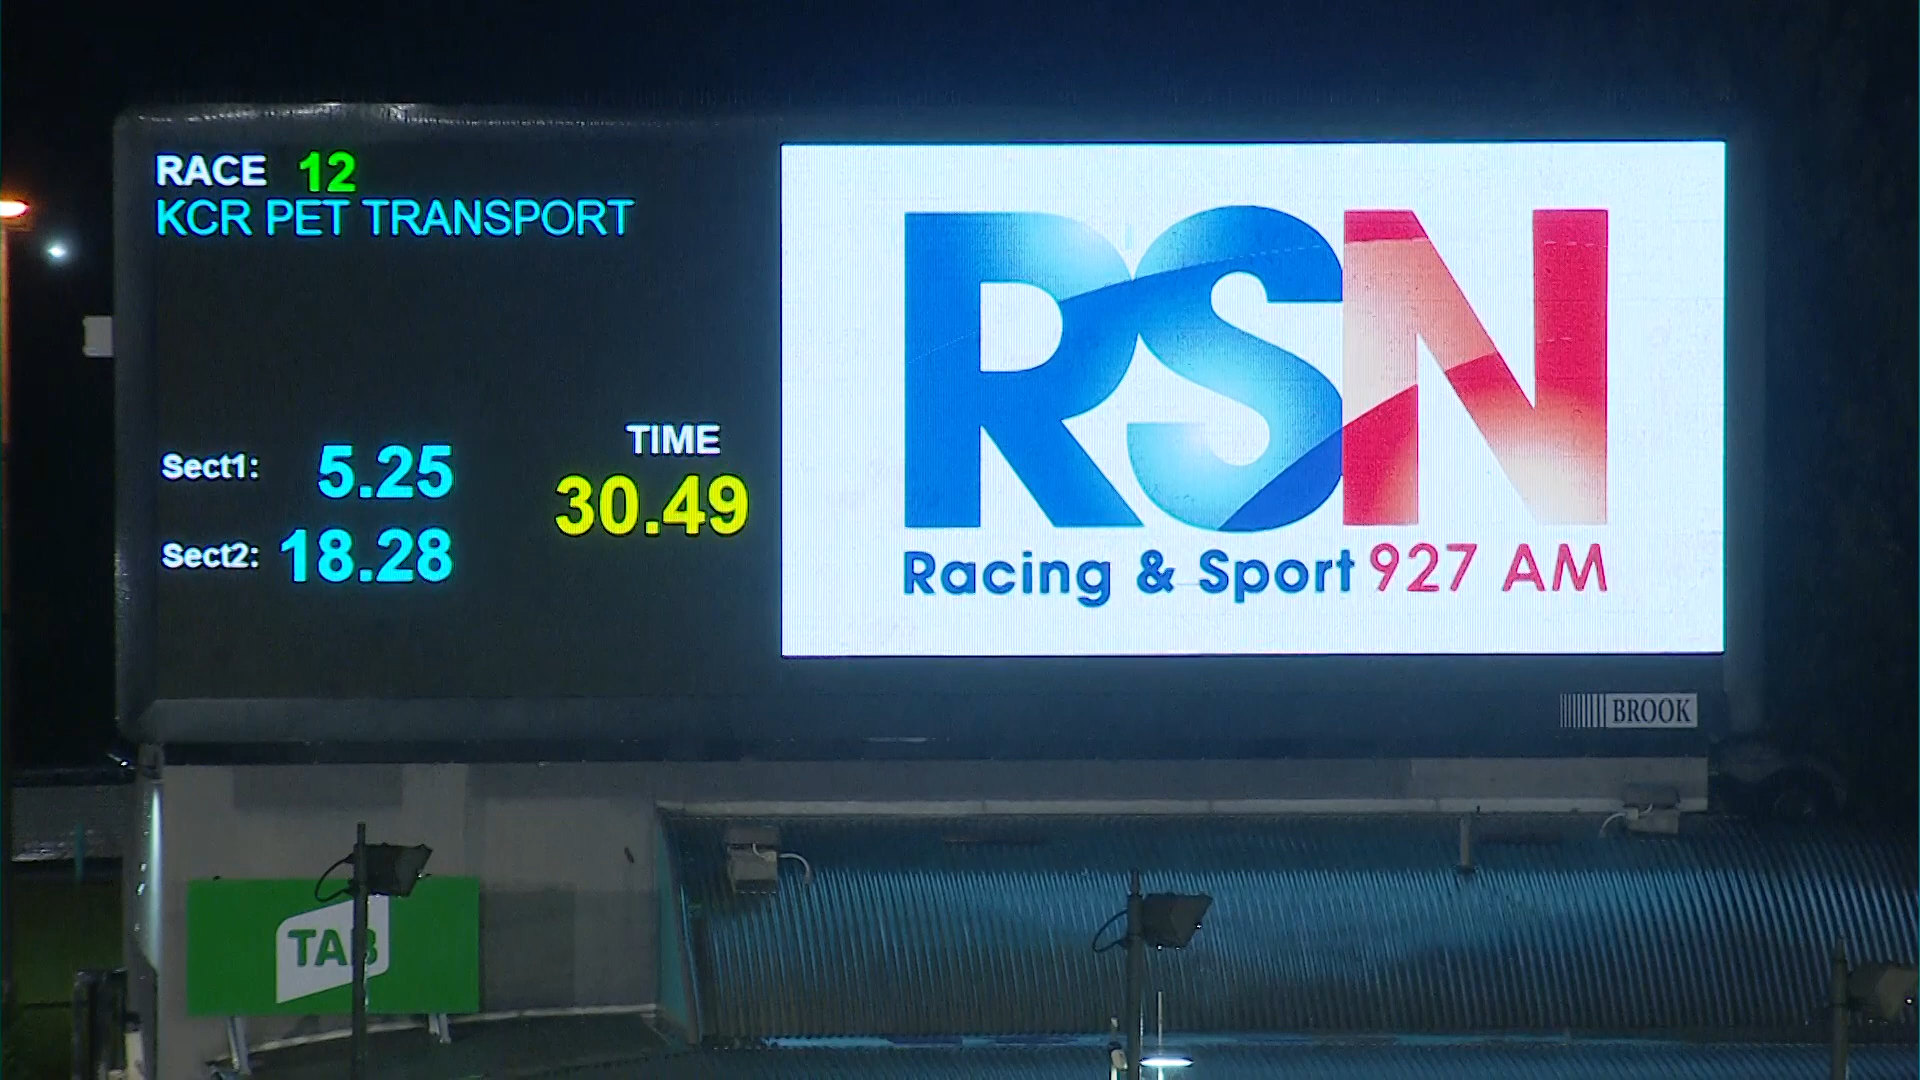 RACE 12
KCR PET TRANSPORT
Sect1: 5.25
Sect2: 18.28
TIME
30.49
RSN
Racing & Sport 927 AM
BROOK
TAB